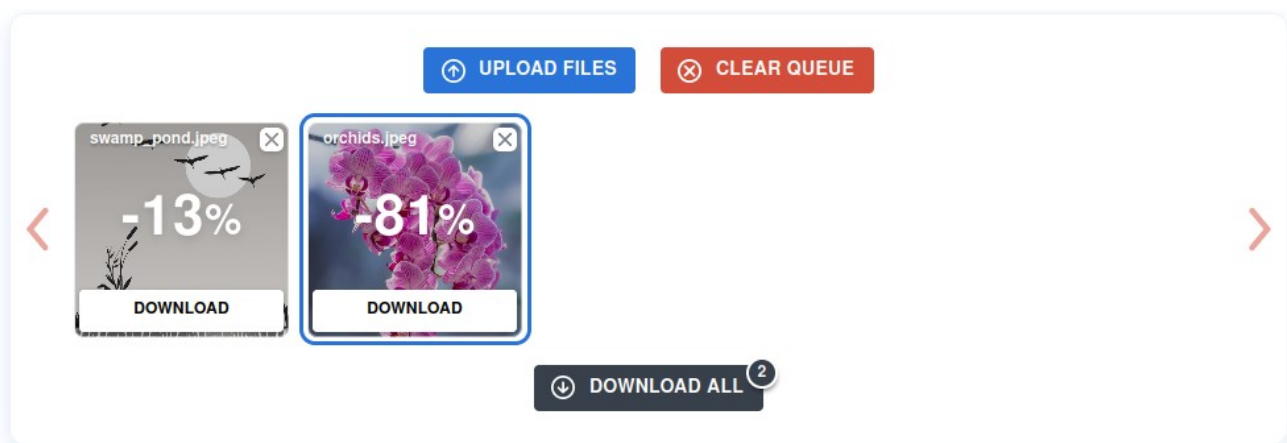 UPLOAD FILES
CLEAR QUEUE
swamp_pond.jpeg
-13%
DOWNLOAD
orchids.jpeg
-81%
DOWNLOAD
DOWNLOAD ALL 2